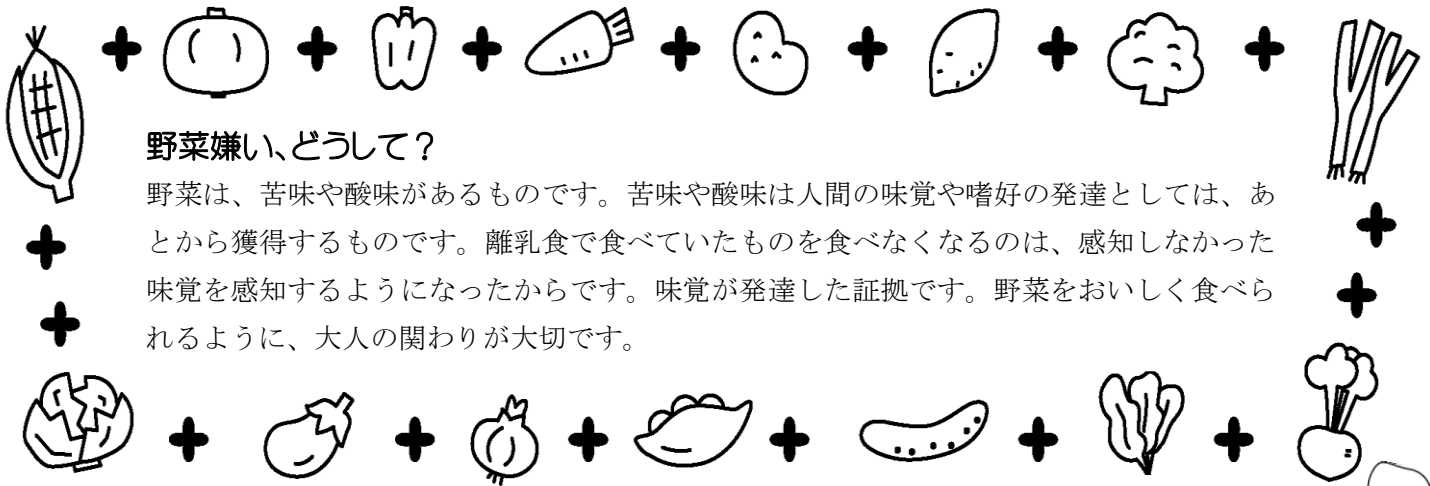 野菜嫌い、どうして？
野菜は、苦味や酸味があるものです。苦味や酸味は人間の味覚や嗜好の発達としては、あ
とから獲得するものです。離乳食で食べていたものを食べなくなるのは、感知しなかった
味覚を感知するようになったからです。味覚が発達した証拠です。野菜をおいしく食べら
れるように、大人の関わりが大切です。